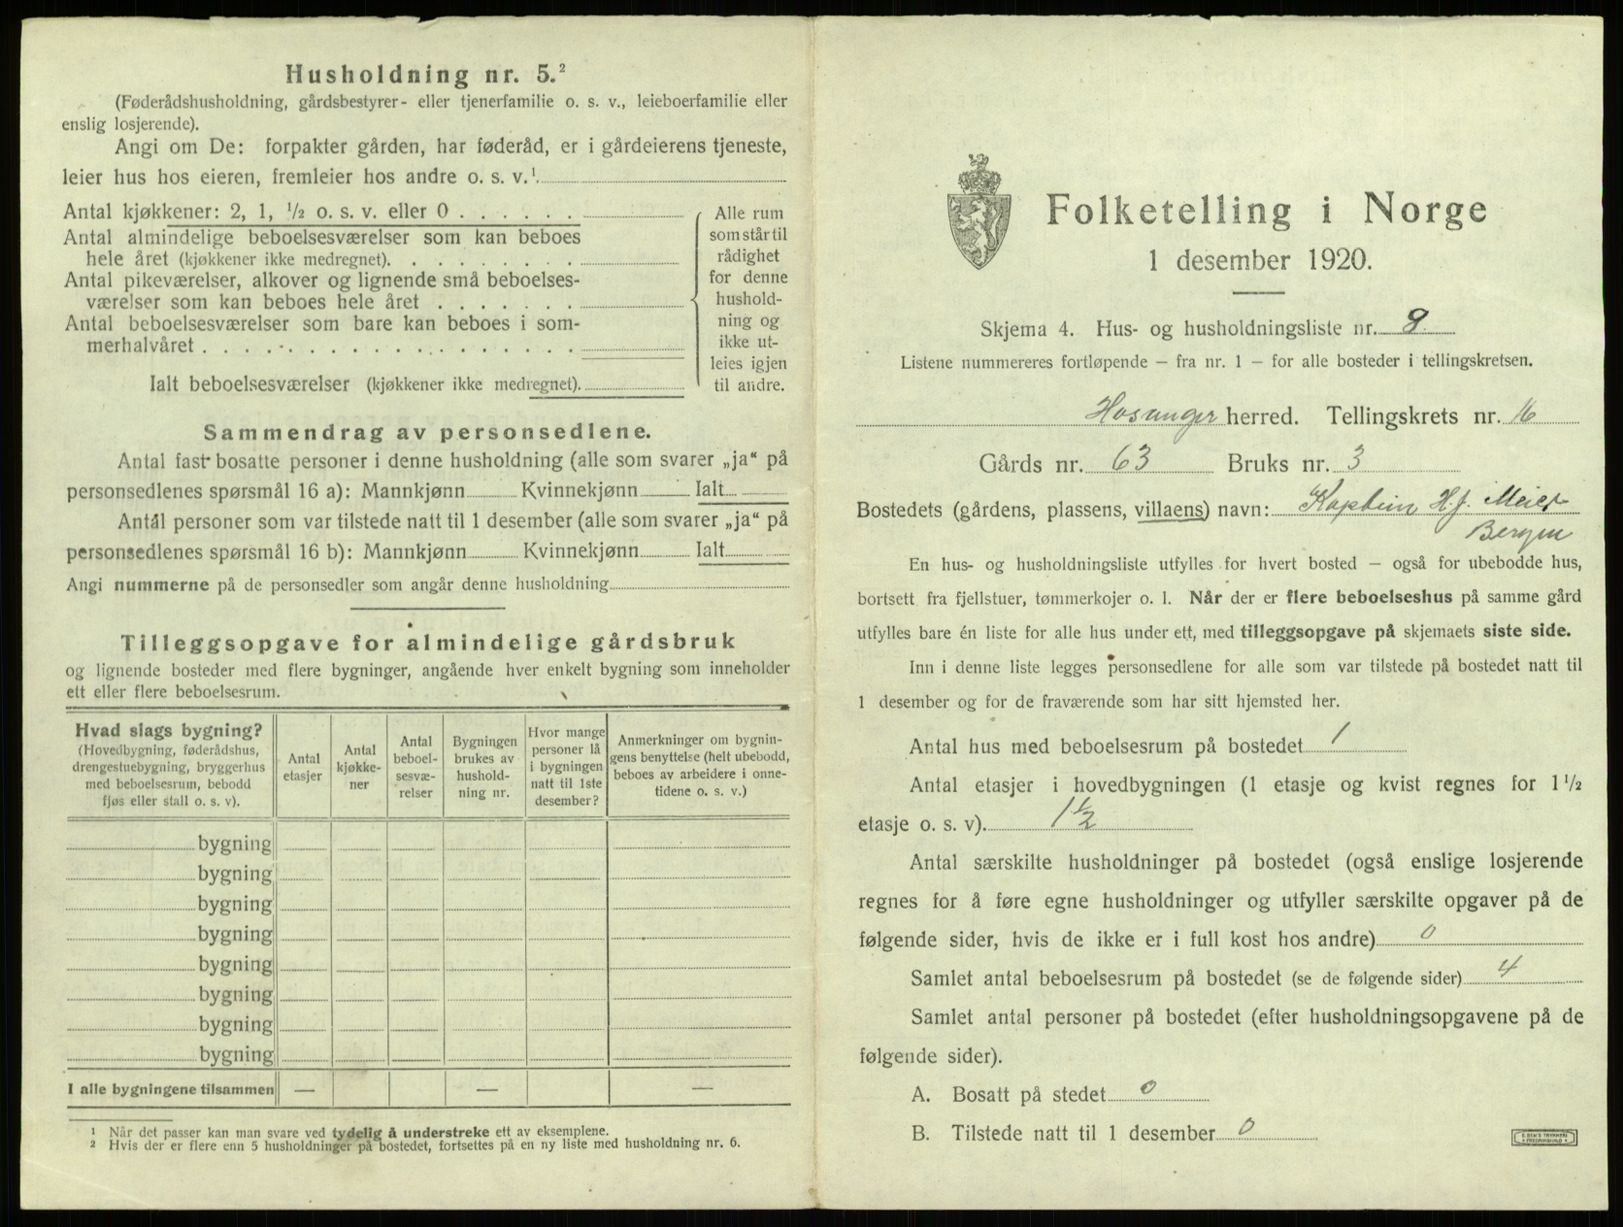 Husholdning nr. 5.²
(Føderådshusholdning, gårdsbestyrer- eller tjenerfamilie o. s. v., leieboerfamilie eller
enslig losjerende).
Angi om De: forpakter gården, har føderåd, er i gårdeierens tjeneste,
leier hus hos eieren, fremleier hos andre o. s. v.¹
Antal kjøkkener: 2, 1, ½ o. s. v. eller 0 . . . . . .
Antal almindelige beboelsesværelser som kan beboes
hele året (kjøkkener ikke medregnet). . . . . . . . .
Antal pikeværelser, alkover og lignende små beboelses-
værelser som kan beboes hele året . . . . . . .
Antal beboelsesværelser som bare kan beboes i som-
merhalvåret . . . . . . . . . . . . . . . . . .
Ialt beboelsesværelser (kjøkkener ikke medregnet).
Alle rum
som står til
rådighet
for denne
hushold-
ning og
ikke ut-
leies igjen
til andre.
Sammendrag av personsedlene.
Antal fast bosatte personer i denne husholdning (alle som svarer „ja“ på
personsedlenes spørsmål 16 a): Mannkjønn Kvinnekjønn Ialt
Antal personer som var tilstede natt til 1 desember (alle som svarer „ja“ på
personsedlenes spørsmål 16 b): Mannkjønn Kvinnekjønn Ialt
Angi nummerne på de personsedler som angår denne husholdning
Tilleggsopgave for almindelige gårdsbruk
og lignende bosteder med flere bygninger, angående hver enkelt bygning som inneholder
ett eller flere beboelsesrum.
Hvad slags bygning?
(Hovedbygning, føderådshus,
drengestuebygning, bryggerhus
med beboelsesrum, bebodd
fjøs eller stall o. s. v).
Antal
etasjer
Antal
kjøkke-
ner
Antal
beboel-
sesvæ-
relser
Bygningen
brukes av
hushold-
ning nr.
Hvor mange
personer lå
i bygningen
natt til 1ste
desember?
Anmerkninger om bygnin-
gens benyttelse (helt ubebodd,
beboes av arbeidere i onne-
tidene o. s. v.)
bygning
bygning
bygning
bygning
bygning
bygning
bygning
bygning
I alle bygningene tilsammen — — —
¹ Når det passer kan man svare ved tydelig å understreke ett av eksemplene.
² Hvis der er flere enn 5 husholdninger på bostedet, fortsettes på en ny liste med husholdning nr. 6.
Folketelling i Norge
1 desember 1920.
Skjema 4. Hus- og husholdningsliste nr. 8.
Listene nummereres fortløpende — fra nr. 1 — for alle bosteder i tellingskretsen.
Hosanger herred. Tellingskrets nr. 16
Gårds nr. 63 Bruks nr. 3
Bostedets (gårdens, plassens, villaens) navn: Kaptein H.J. Meier
Bergen
En hus- og husholdningsliste utfylles for hvert bosted — også for ubebodde hus,
bortsett fra fjellstuer, tømmerkojer o. l. Når der er flere beboelseshus på samme gård
utfylles bare én liste for alle hus under ett, med tilleggsopgave på skjemaets siste side.
Inn i denne liste legges personsedlene for alle som var tilstede på bostedet natt til
1 desember og for de fraværende som har sitt hjemsted her.
Antal hus med beboelsesrum på bostedet 1
Antal etasjer i hovedbygningen (1 etasje og kvist regnes for 1½
etasje o. s. v). 1½
Antal særskilte husholdninger på bostedet (også enslige losjerende
regnes for å føre egne husholdninger og utfyller særskilte opgaver på de
følgende sider, hvis de ikke er i full kost hos andre) 0
Samlet antal beboelsesrum på bostedet (se de følgende sider) 4
Samlet antal personer på bostedet (efter husholdningsopgavene på de
følgende sider).
A. Bosatt på stedet 0
B. Tilstede natt til 1 desember 0